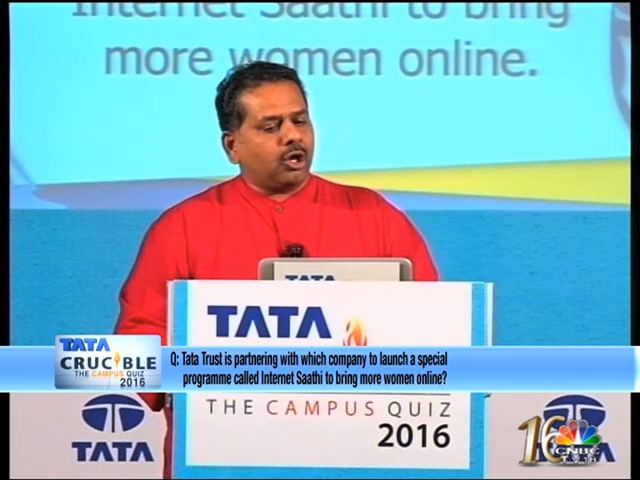 Internet Saathi to bring
more women online.
TATA
TATA
TATA
CRUCIBLE
THE CAMPUS QUIZ
2016
Q: Tata Trust is partnering with which company to launch a special
programme called Internet Saathi to bring more women online?
THE CAMPUS QUIZ
2016
TATA
TATA
16
CNBC
TV18